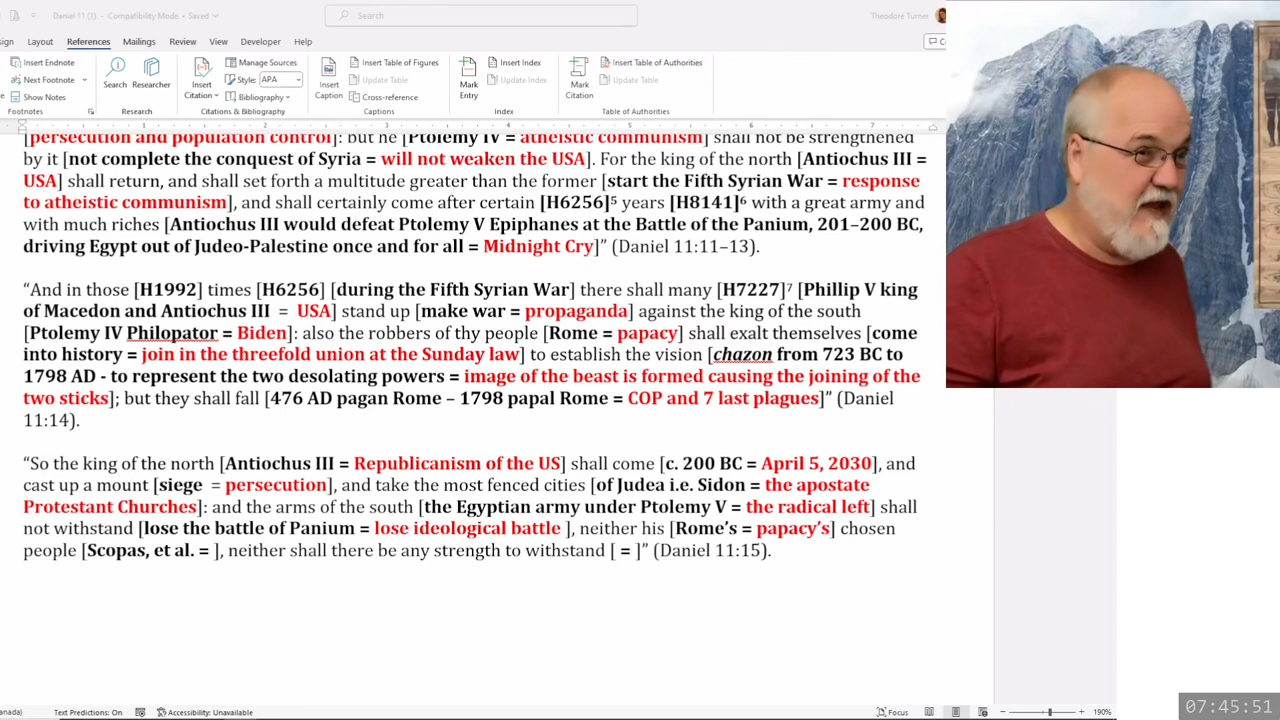 Daniel 11 (1) - Compatibility Mode • Saved
Search
Theodore Turner
sign Layout References Mailings Review View Developer Help
Insert Endnote
Next Footnote
Show Notes
Footnotes
Search
Researcher
Research
Insert Citation
Manage Sources
Style: APA
Bibliography
Citations & Bibliography
Insert Caption
Insert Table of Figures
Update Table
Cross-reference
Captions
Mark Entry
Insert Index
Update Index
Index
Mark Citation
Insert Table of Authorities
Update Table
Table of Authorities
1 2 3 4 5 6 7
[persecution and population control]: but he [Ptolemy IV = atheistic communism] shall not be strengthened
by it [not complete the conquest of Syria = will not weaken the USA]. For the king of the north [Antiochus III =
USA] shall return, and shall set forth a multitude greater than the former [start the Fifth Syrian War = response
to atheistic communism], and shall certainly come after certain [H6256]⁵ years [H8141]⁶ with a great army and
with much riches [Antiochus III would defeat Ptolemy V Epiphanes at the Battle of the Panium, 201–200 BC,
driving Egypt out of Judeo-Palestine once and for all = Midnight Cry]” (Daniel 11:11–13).
“And in those [H1992] times [H6256] [during the Fifth Syrian War] there shall many [H7227]⁷ [Phillip V king
of Macedon and Antiochus III = USA] stand up [make war = propaganda] against the king of the south
[Ptolemy IV Philopator = Biden]: also the robbers of thy people [Rome = papacy] shall exalt themselves [come
into history = join in the threefold union at the Sunday law] to establish the vision [chazon from 723 BC to
1798 AD - to represent the two desolating powers = image of the beast is formed causing the joining of the
two sticks]; but they shall fall [476 AD pagan Rome – 1798 papal Rome = COP and 7 last plagues]” (Daniel
11:14).
“So the king of the north [Antiochus III = Republicanism of the US] shall come [c. 200 BC = April 5, 2030], and
cast up a mount [siege = persecution], and take the most fenced cities [of Judea i.e. Sidon = the apostate
Protestant Churches]: and the arms of the south [the Egyptian army under Ptolemy V = the radical left] shall
not withstand [lose the battle of Panium = lose ideological battle ], neither his [Rome’s = papacy’s] chosen
people [Scopas, et al. = ], neither shall there be any strength to withstand [ = ]” (Daniel 11:15).
anada) Text Predictions: On Accessibility: Unavailable Focus 190%
07:45:51